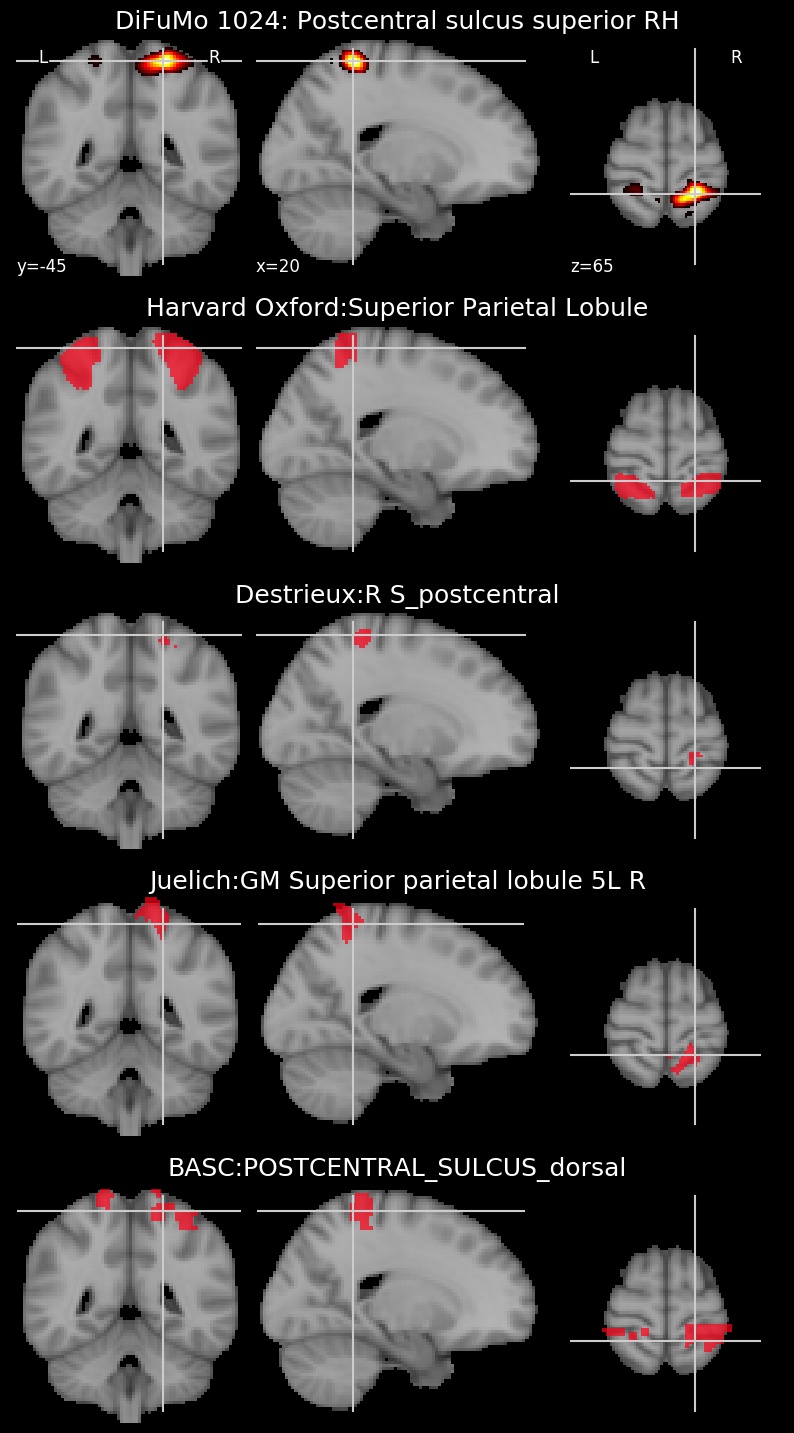 DiFuMo 1024: Postcentral sulcus superior RH
L R L R
y=-45 x=20 z=65
Harvard Oxford:Superior Parietal Lobule
Destrieux:R S_postcentral
Juelich:GM Superior parietal lobule 5L R
BASC:POSTCENTRAL_SULCUS_dorsal